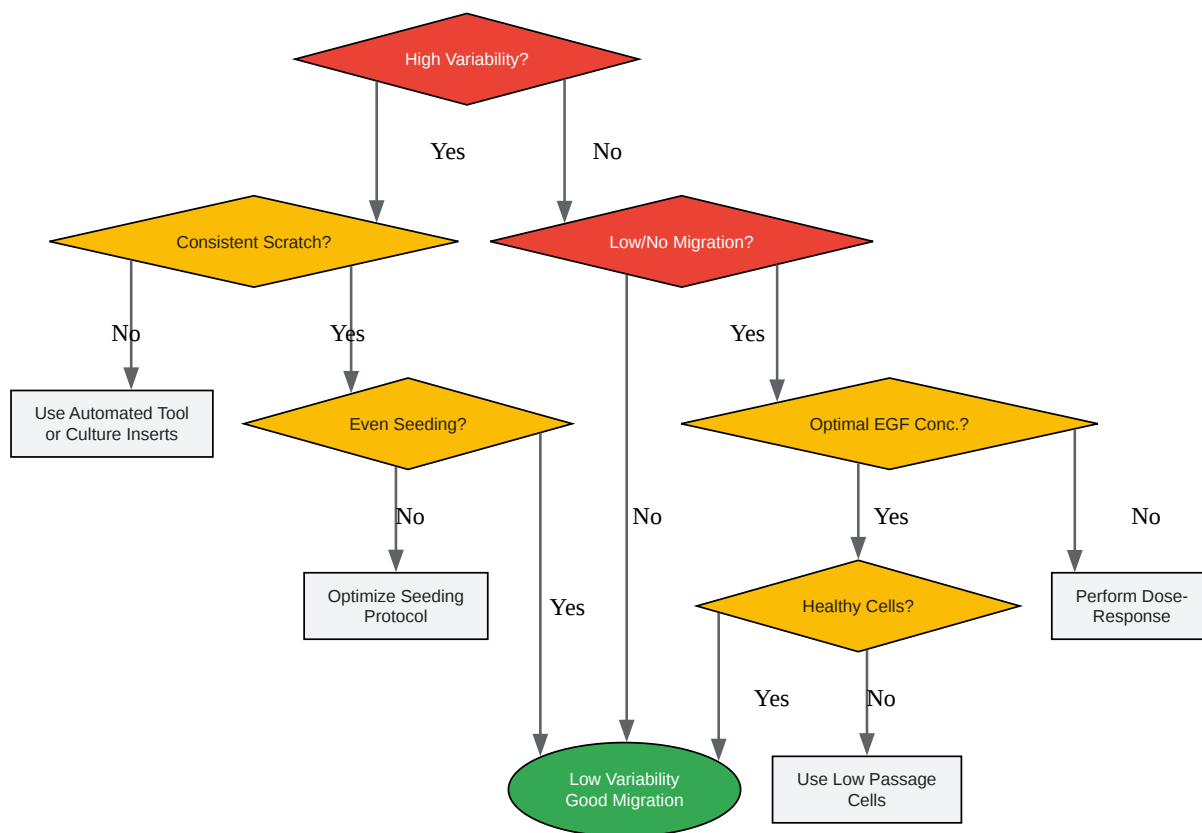 High Variability?
Yes
No
Consistent Scratch?
Low/No Migration?
No
Yes
Yes
Use Automated Tool
or Culture Inserts
Even Seeding?
Optimal EGF Conc.?
No
No
Yes
No
Optimize Seeding
Protocol
Yes
Healthy Cells?
Perform Dose-
Response
Yes
No
Low Variability
Good Migration
Use Low Passage
Cells